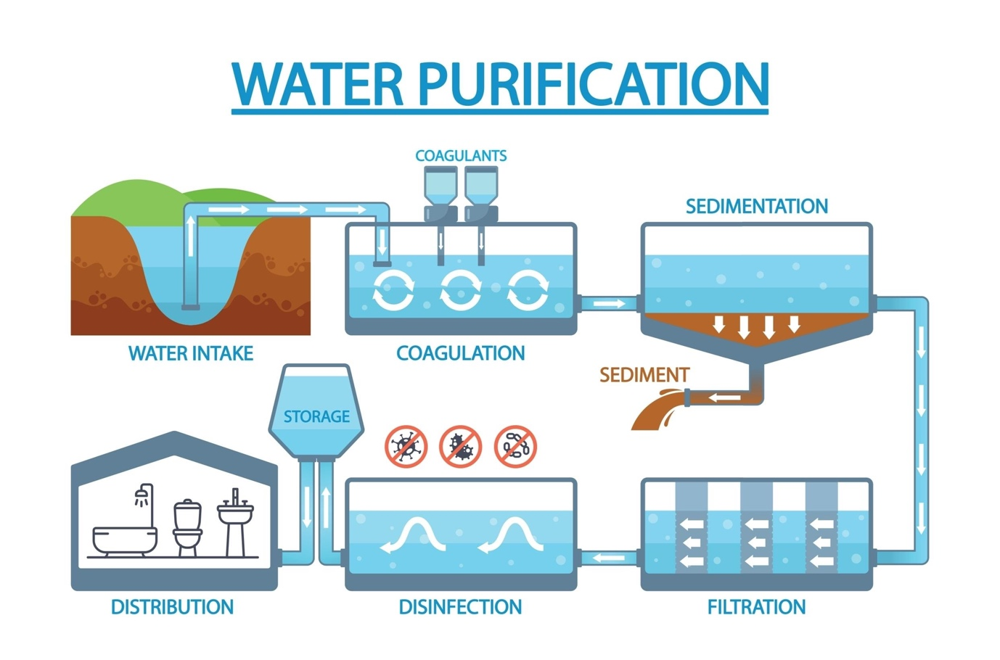 WATER PURIFICATION
COAGULANTS
SEDIMENTATION
WATER INTAKE
COAGULATION
SEDIMENT
STORAGE
DISTRIBUTION
DISINFECTION
FILTRATION